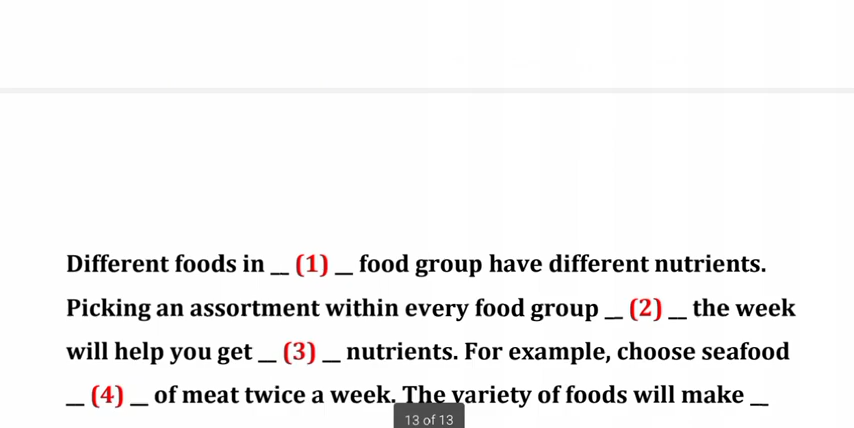 Different foods in __ (1) __ food group have different nutrients.
Picking an assortment within every food group __ (2) __ the week
will help you get __ (3) __ nutrients. For example, choose seafood
__ (4) __ of meat twice a week. The variety of foods will make __
13 of 13